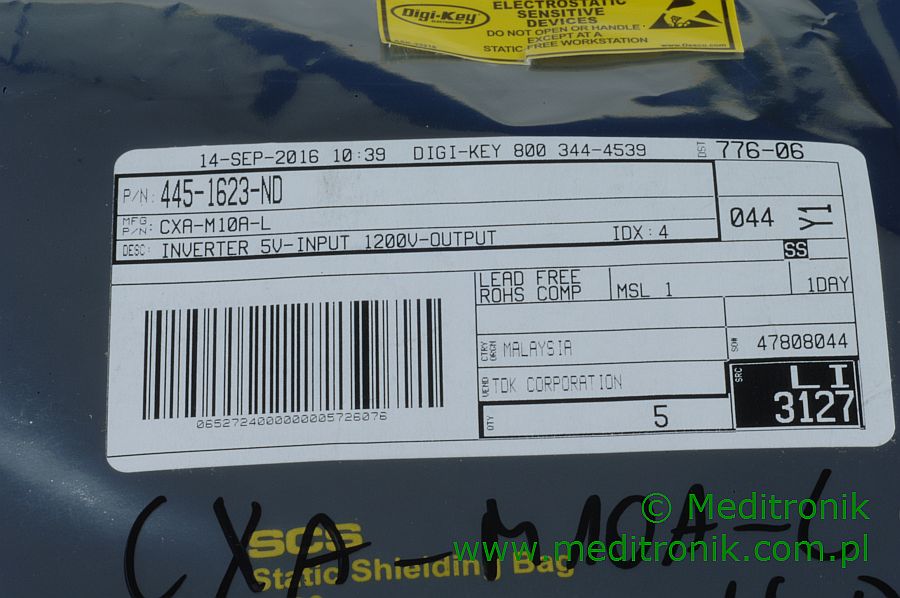 Digi-Key
ELECTROSTATIC
SENSITIVE
DEVICES
DO NOT OPEN OR HANDLE
EXCEPT AT A
STATIC-FREE WORKSTATION
14-SEP-2016 10:39 DIGI-KEY 800 344-4539 DST 776-06
P/N: 445-1623-ND
MFG P/N: CXA-M10A-L
044 Y1
DESC: INVERTER 5V-INPUT 1200V-OUTPUT IDX:4
SS
LEAD FREE
ROHS COMP MSL 1 1DAY
CTRY ORGN MALAYSIA SOW 47808044
VEND TDK CORPORATION SRC LI
QTY 5 3127
0652724000000005726076
CXA-M10A-L
© Meditronik
www.meditronik.com.pl
SCS
Static Shielding Bag